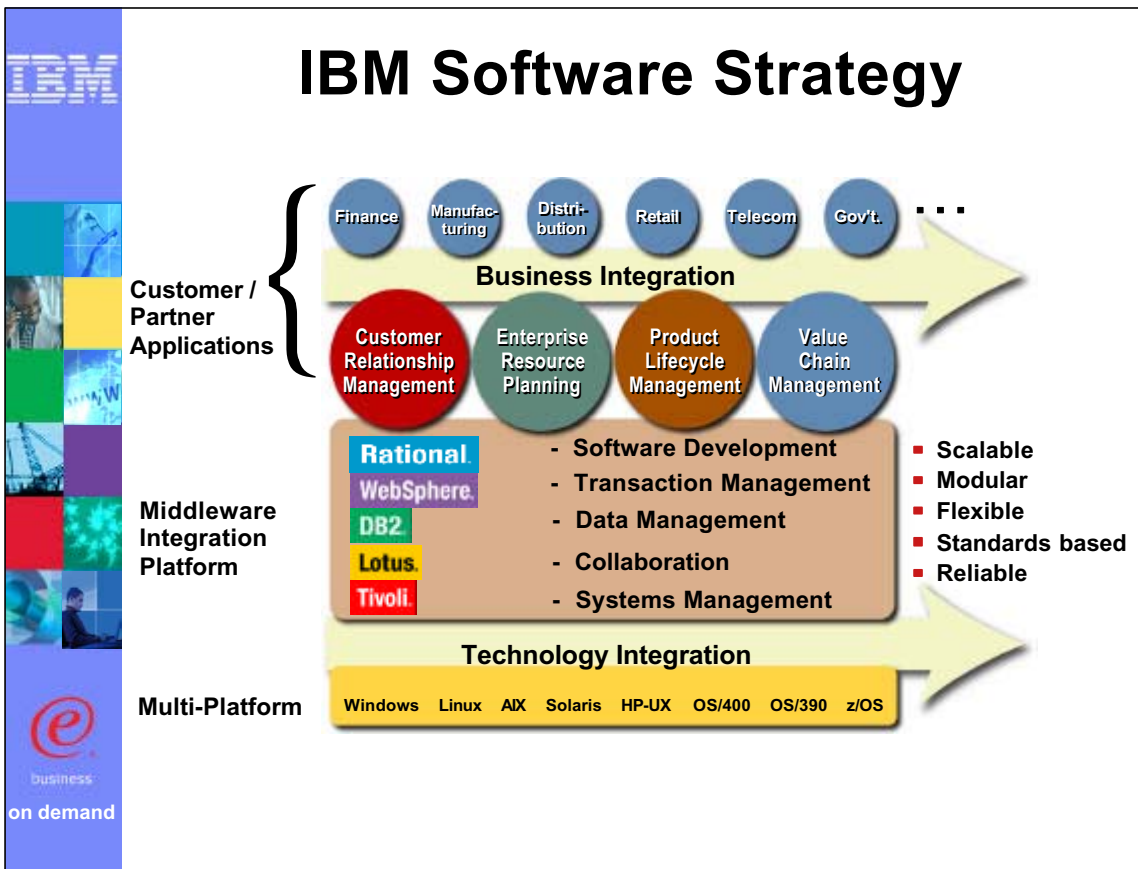 IBM
IBM Software Strategy
Finance
Manufac-
turing
Distri-
bution
Retail
Telecom
Gov't.
...
Business Integration
Customer /
Partner
Applications
Customer
Relationship
Management
Enterprise
Resource
Planning
Product
Lifecycle
Management
Value
Chain
Management
WWW
Middleware
Integration
Platform
Rational.
- Software Development
WebSphere.
- Transaction Management
DB2.
- Data Management
Lotus.
- Collaboration
Tivoli.
- Systems Management
Scalable
Modular
Flexible
Standards based
Reliable
Technology Integration
Multi-Platform
Windows Linux AIX Solaris HP-UX OS/400 OS/390 z/OS
e
business
on demand